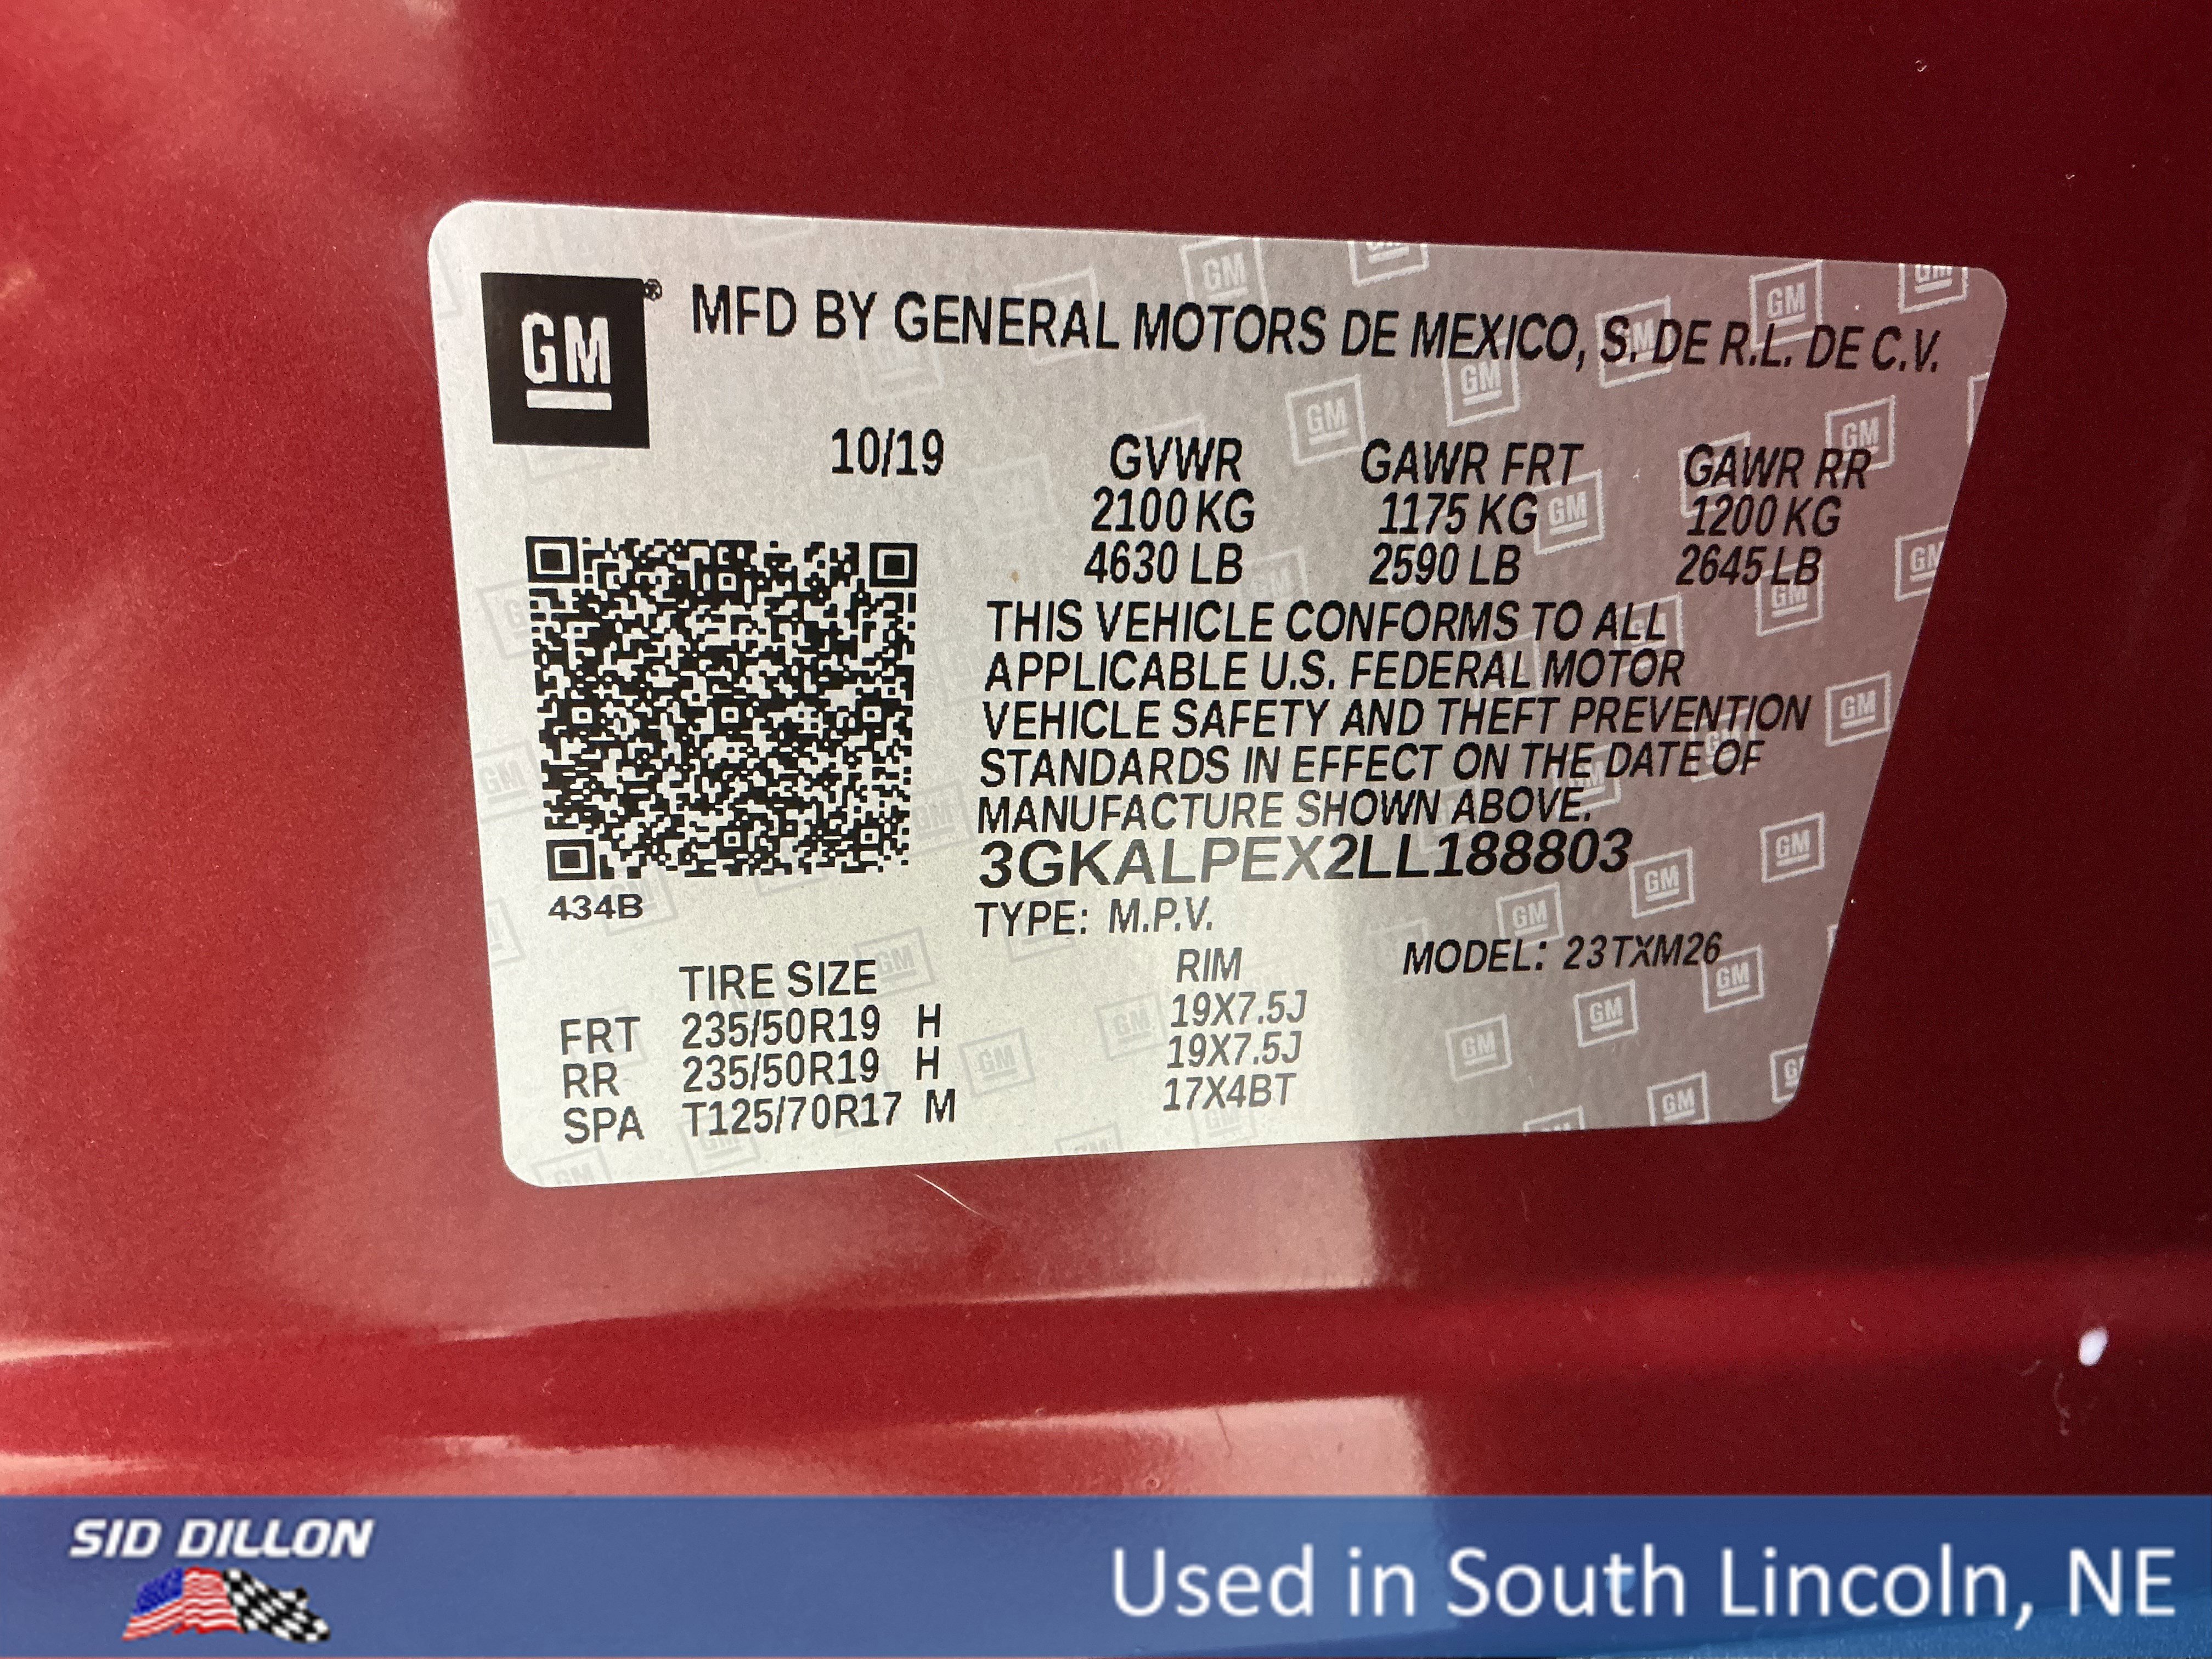 GM ®
MFD BY GENERAL MOTORS DE MEXICO, S. DE R.L. DE C.V.
10/19 GVWR GAWR FRT GAWR RR
2100 KG 1175 KG 1200 KG
4630 LB 2590 LB 2645 LB
THIS VEHICLE CONFORMS TO ALL
APPLICABLE U.S. FEDERAL MOTOR
VEHICLE SAFETY AND THEFT PREVENTION
STANDARDS IN EFFECT ON THE DATE OF
MANUFACTURE SHOWN ABOVE.
3GKALPEX2LL188803
434B
TYPE: M.P.V.
MODEL: 23TXM26
TIRE SIZE RIM
FRT 235/50R19 H 19X7.5J
RR 235/50R19 H 19X7.5J
SPA T125/70R17 M 17X4BT
SID DILLON
Used in South Lincoln, NE